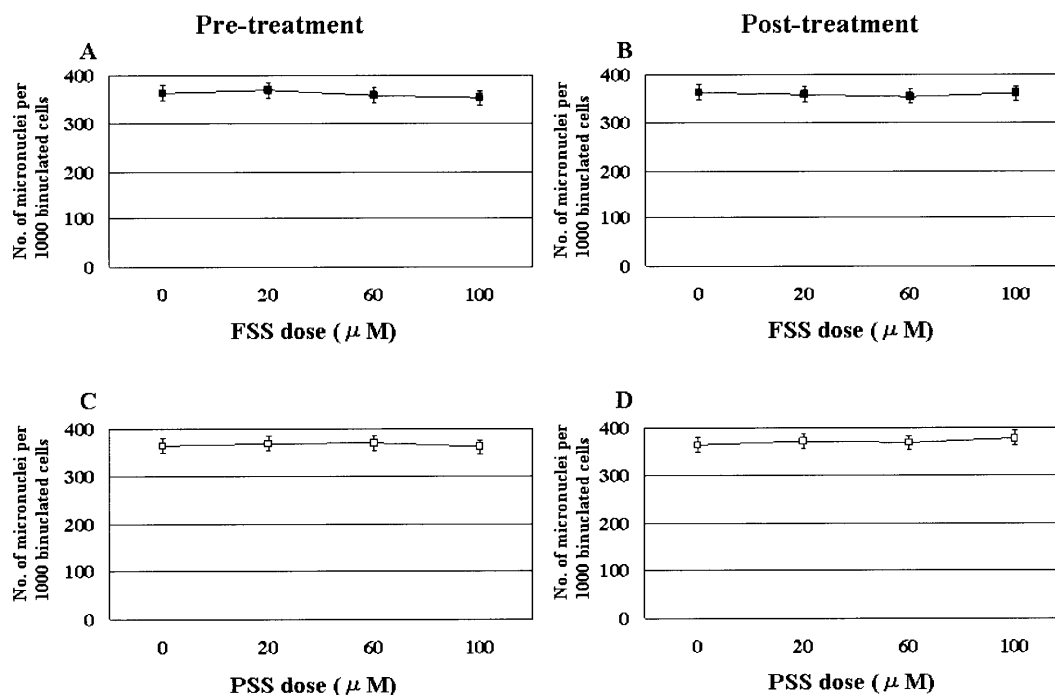 Pre-treatment
Post-treatment
A
No. of micronuclei per
1000 binuclated cells
400
300
200
100
0
0 20 60 100
FSS dose ( μ M)
B
No. of micronuclei per
1000 binuclated cells
400
300
200
100
0
0 20 60 100
FSS dose ( μ M)
C
No. of micronuclei per
1000 binuclated cells
400
300
200
100
0
0 20 60 100
PSS dose ( μ M)
D
No. of micronuclei per
1000 binuclated cells
400
300
200
100
0
0 20 60 100
PSS dose ( μ M)